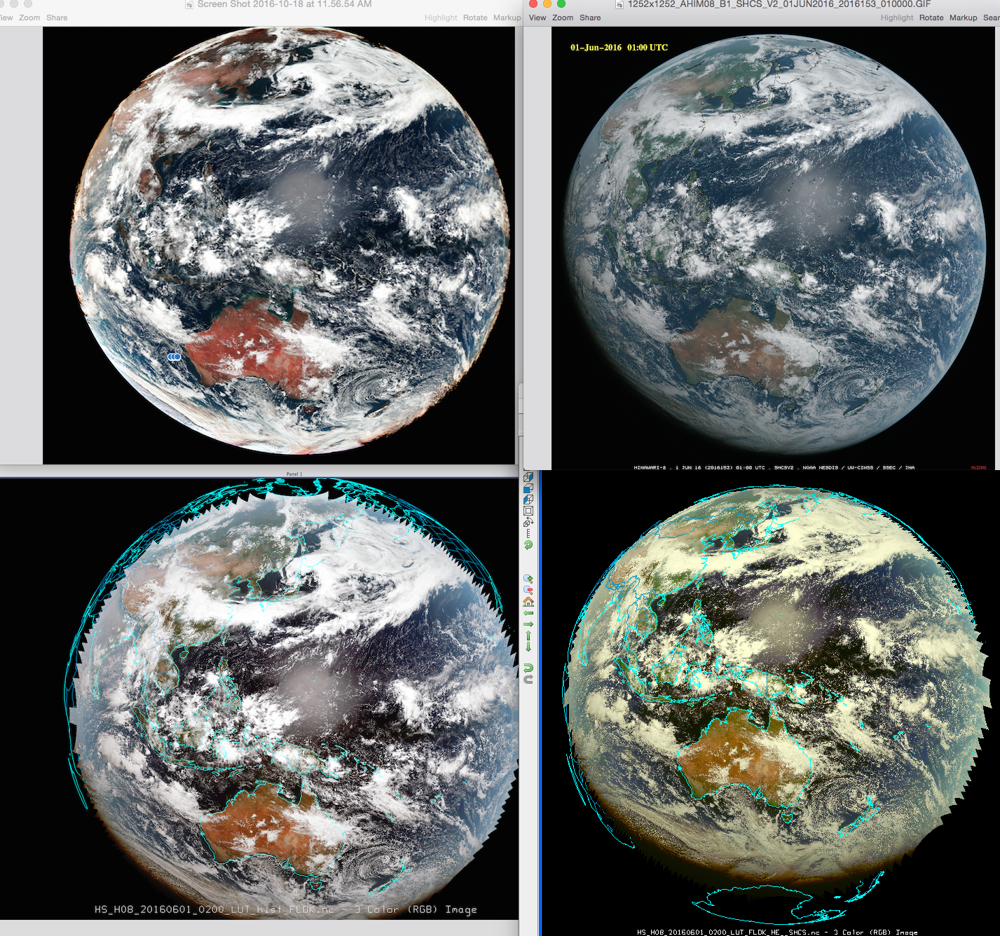 Screen Shot 2016-10-18 at 11.56.54 AM
iew Zoom Share Highlight Rotate Markup
1252x1252_AHIM08_B1_SHCS_V2_01JUN2016_2016153_010000.GIF
View Zoom Share Highlight Rotate Markup Sear
01-Jun-2016 01:00 UTC
HIMAWARI-8 . 1 JUN 16 (2016153) 01:00 UTC . SHCSV2 . NOAA NESDIS / UW-CIMSS / SSEC / JMA
McIDAS
Panel 1
HS_H08_20160601_0200_LUT_hist_FLDK.nc - 3 Color (RGB) Image
HS_H08_20160601_0200_LUT_FLDK_HE__SHCS.nc - 3 Color (RGB) Image